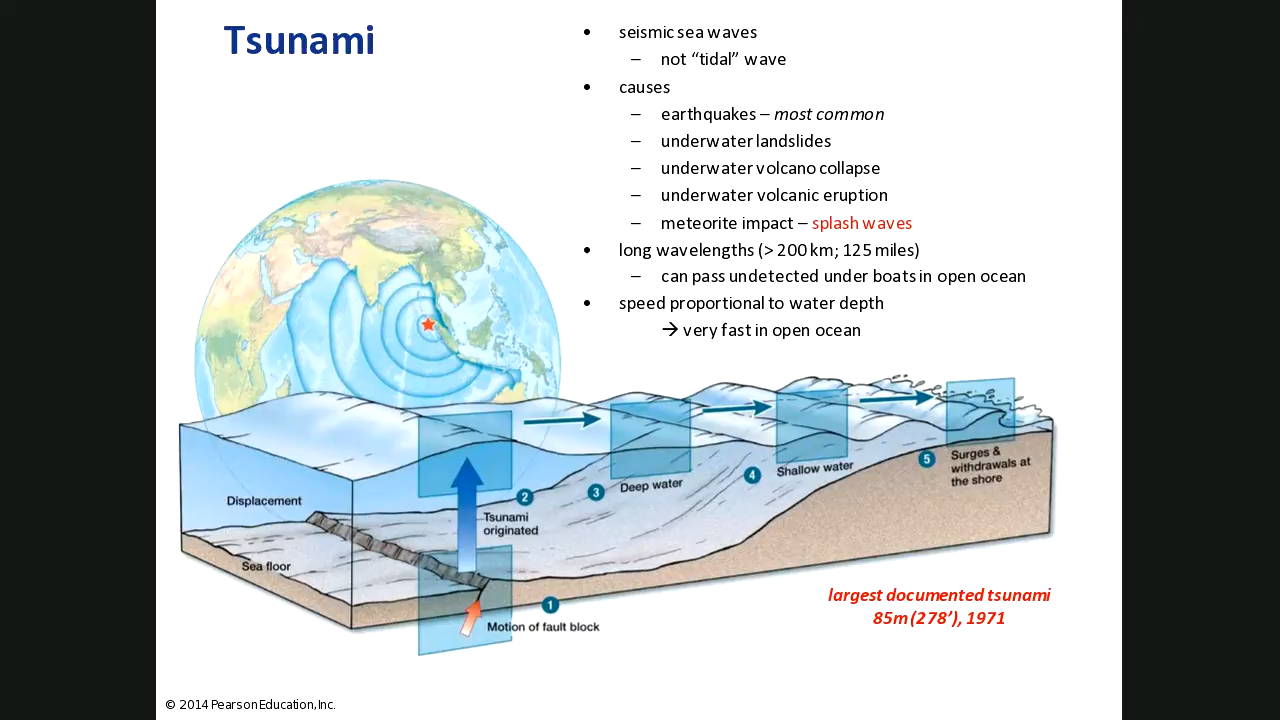 Tsunami
• seismic sea waves
– not “tidal” wave
• causes
– earthquakes – most common
– underwater landslides
– underwater volcano collapse
– underwater volcanic eruption
– meteorite impact – splash waves
• long wavelengths (> 200 km; 125 miles)
– can pass undetected under boats in open ocean
• speed proportional to water depth
→ very fast in open ocean
Displacement
Sea floor
1
Motion of fault block
2
Tsunami
originated
3
Deep water
4
Shallow water
5
Surges &
withdrawals at
the shore
largest documented tsunami
85m (278’), 1971
© 2014 Pearson Education, Inc.